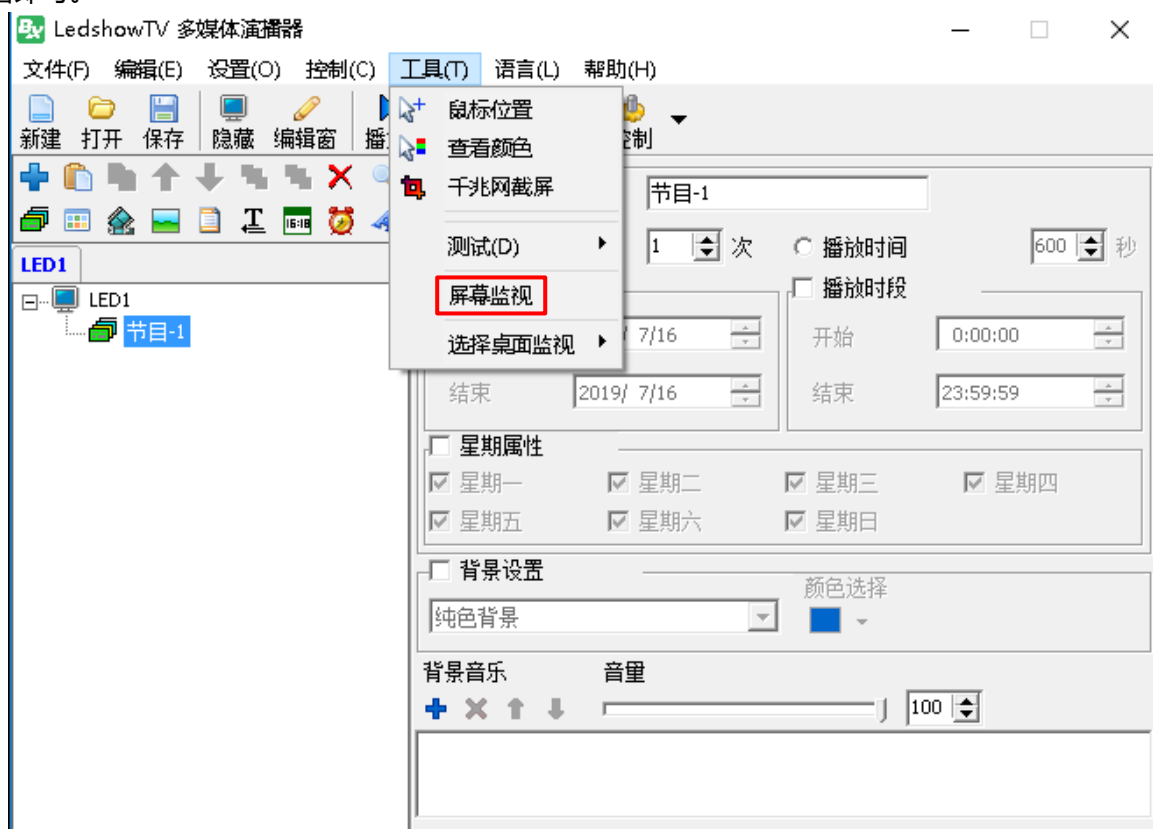 LedshowTV 多媒体演播器
文件(F) 编辑(E) 设置(O) 控制(C) 工具(T) 语言(L) 帮助(H)
新建 打开 保存 隐藏 编辑窗 播
鼠标位置
查看颜色
千兆网截屏
测试(D)
屏幕监视
选择桌面监视
节目-1
1 次 播放时间 600 秒
LED1
LED1
节目-1
播放时段
7/16
开始 0:00:00
结束 2019/ 7/16
结束 23:59:59
星期属性
星期一 星期二 星期三 星期四
星期五 星期六 星期日
背景设置
颜色选择
纯色背景
背景音乐 音里
100